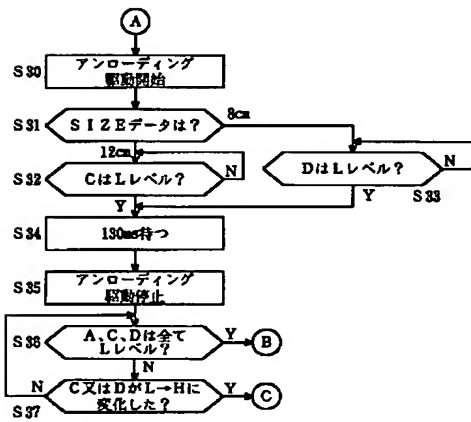 A
S30
アンローディング
駆動開始
S31
SIZEデータは？
8cm
12cm
S32
CはLレベル？
N
DはLレベル？
N
Y
Y
S33
S34
130ms待つ
S35
アンローディング
駆動停止
S36
A、C、Dは全て
Lレベル？
Y
B
N
N
C又はDがL→Hに
変化した？
Y
C
S37